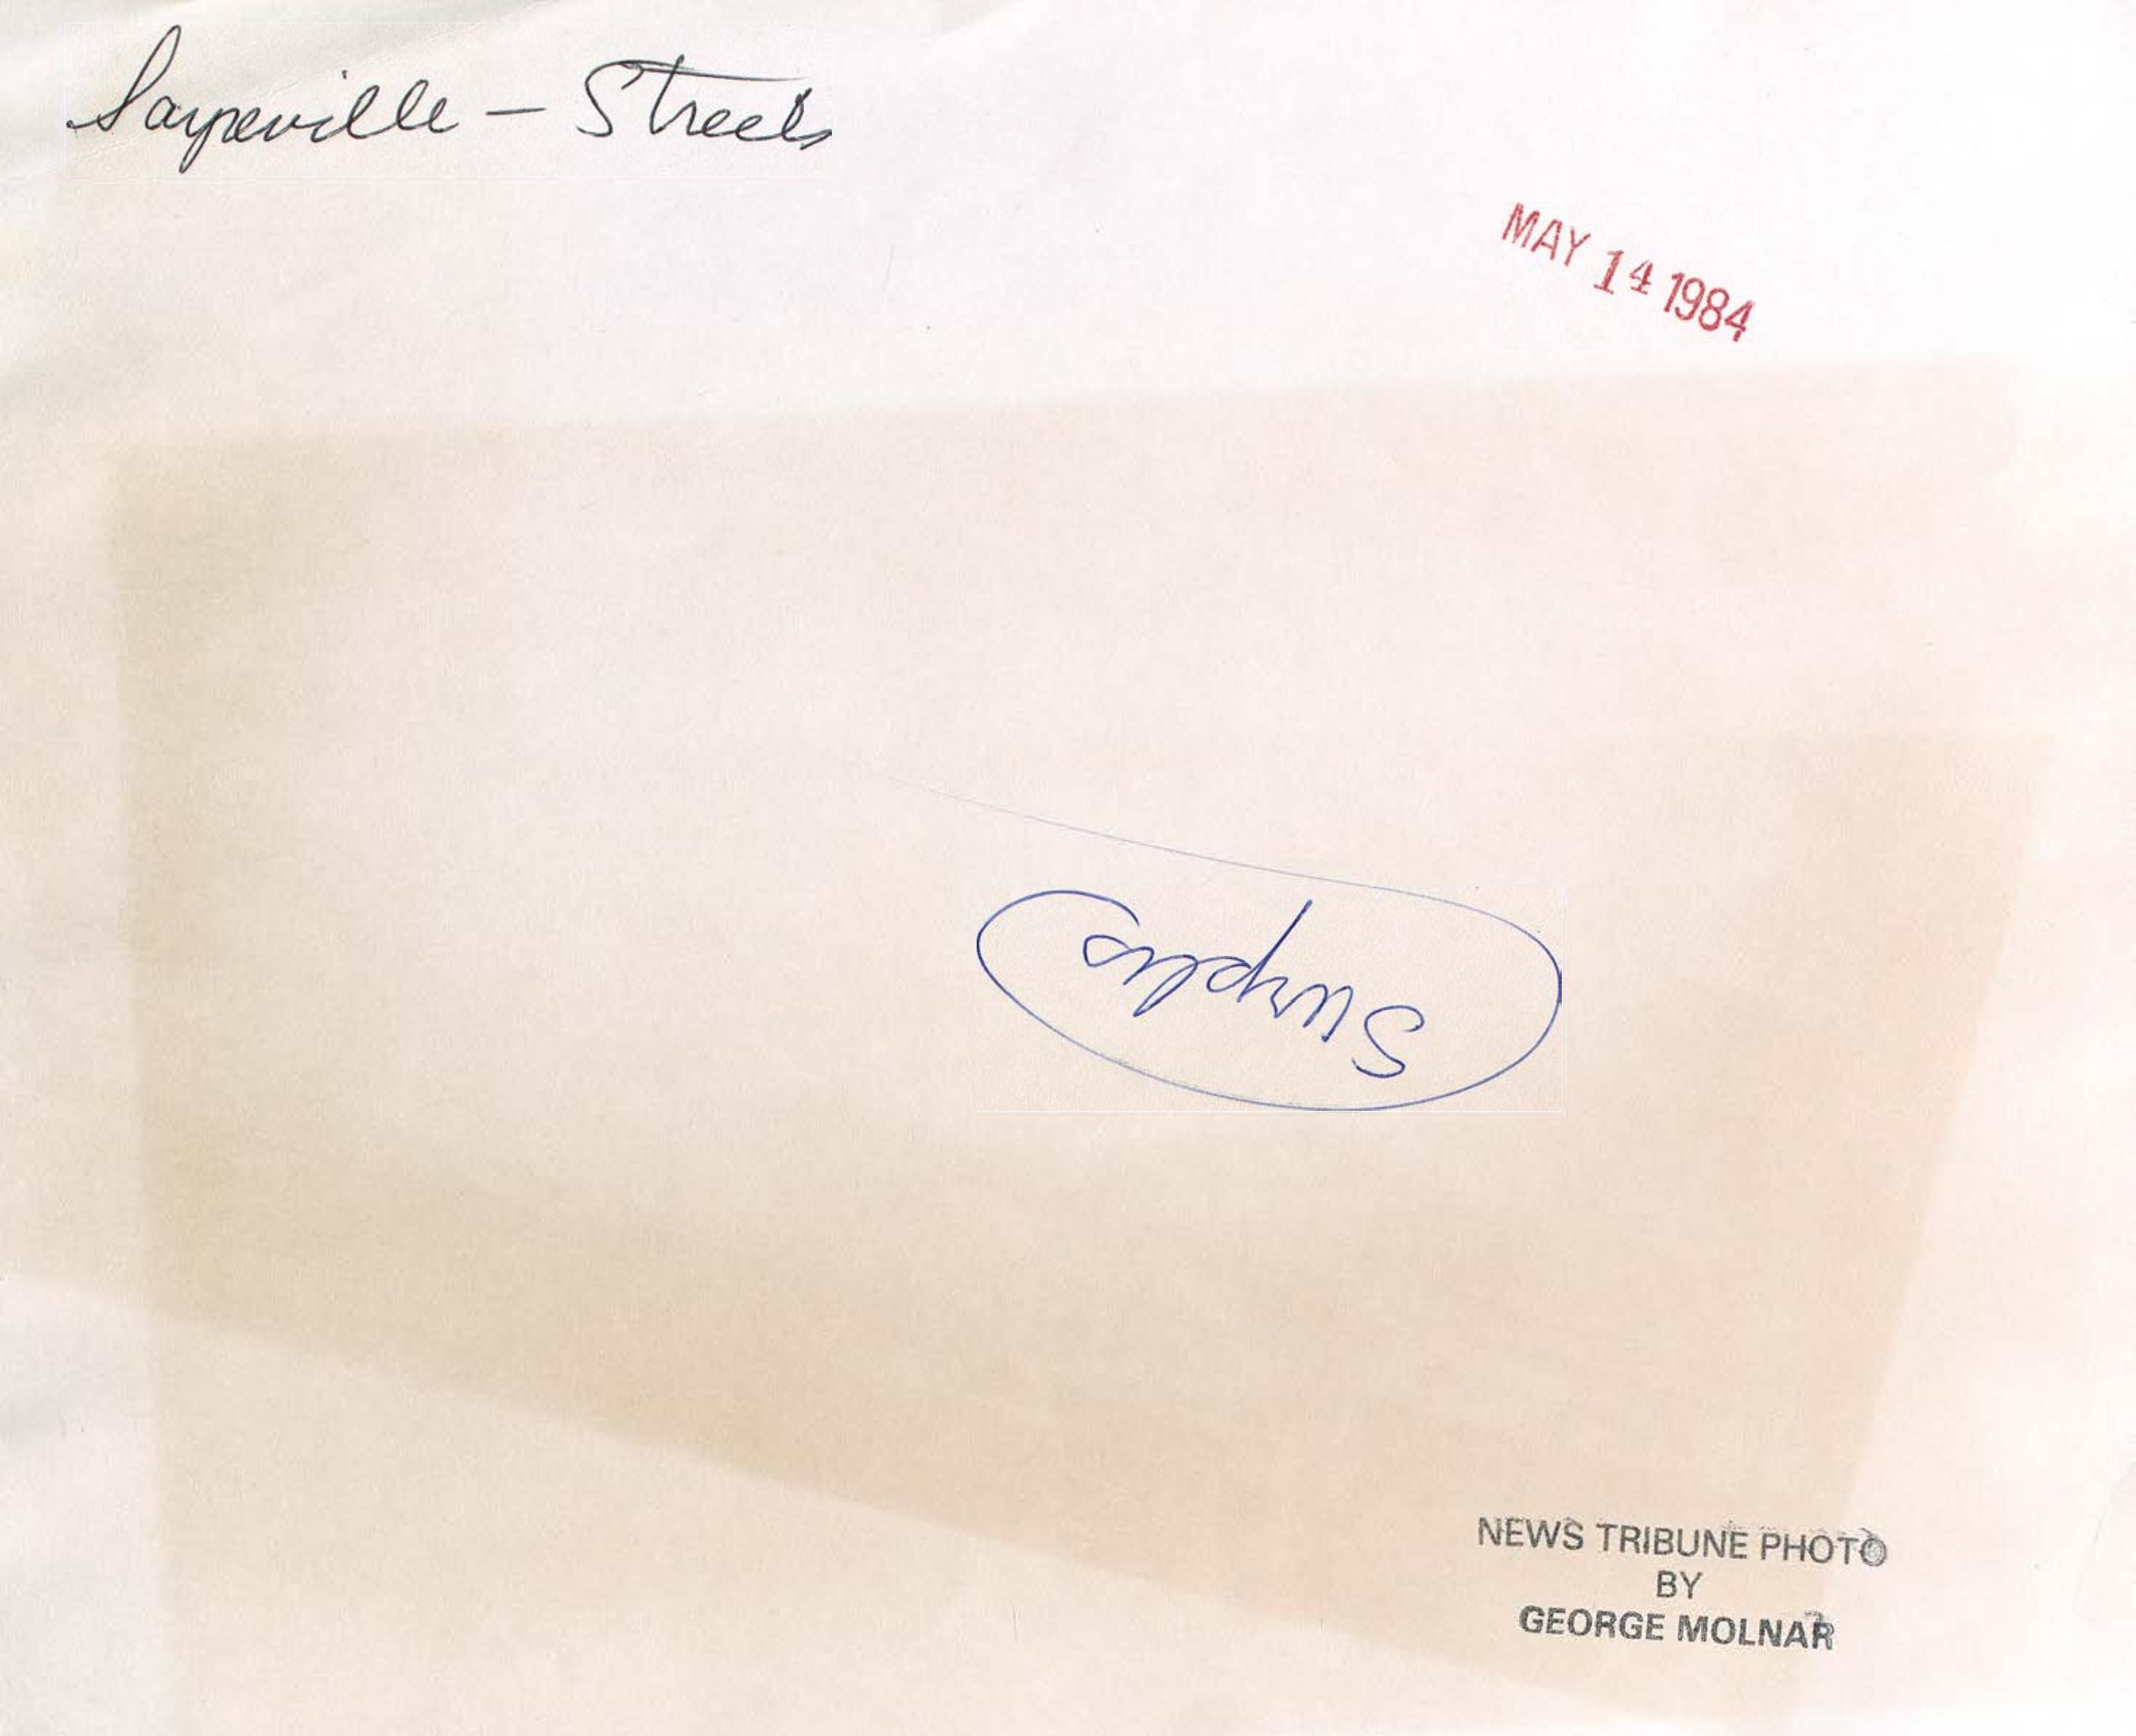 Sayreville - Streets
MAY 14 1984
Surplus
NEWS TRIBUNE PHOTO
BY
GEORGE MOLNAR